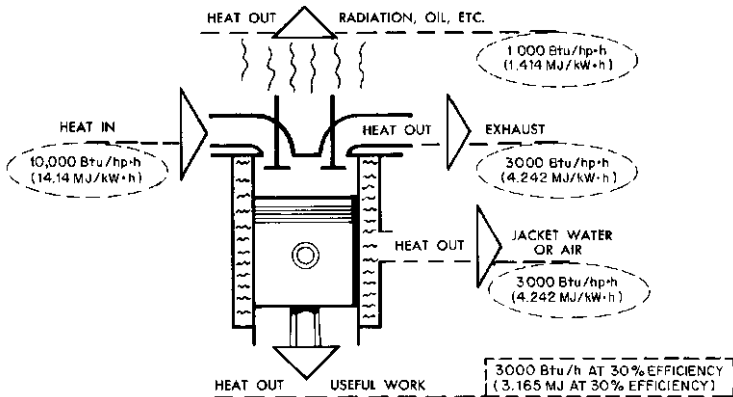 HEAT OUT RADIATION, OIL, ETC.
1000 Btu/hp·h
(1.414 MJ/kW·h)
HEAT IN
10,000 Btu/hp·h
(14.14 MJ/kW·h)
HEAT OUT EXHAUST
3000 Btu/hp·h
(4.242 MJ/kW·h)
HEAT OUT JACKET WATER
OR AIR
3000 Btu/hp·h
(4.242 MJ/kW·h)
HEAT OUT USEFUL WORK
3000 Btu/h AT 30% EFFICIENCY
(3.165 MJ AT 30% EFFICIENCY)